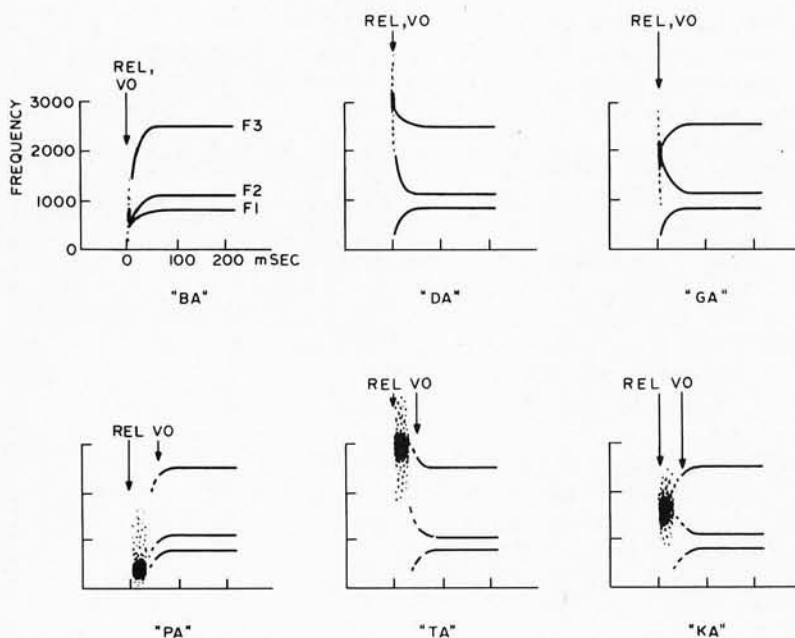 REL,
VO
FREQUENCY
3000
2000
1000
0
F3
F2
F1
0 100 200 mSEC
"BA"
REL, VO
"DA"
REL, VO
"GA"
REL VO
"PA"
REL VO
"TA"
REL VO
"KA"